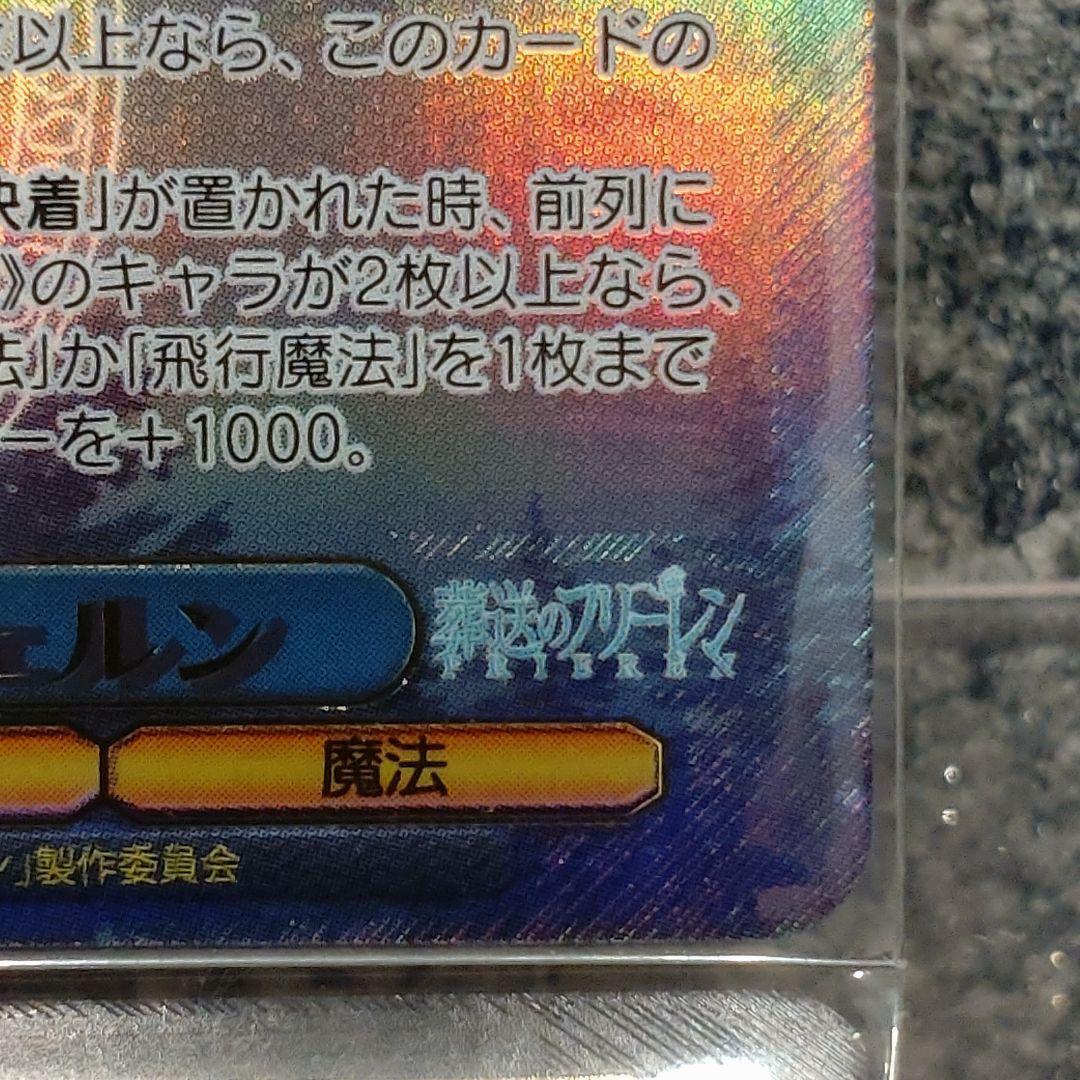 以上なら、このカードの
決着」が置かれた時、前列に
》のキャラが2枚以上なら、
法」か「飛行魔法」を1枚まで
ーを+1000。
ェルン
葬送のフリーレン
FRIEREN
魔法
ン」製作委員会